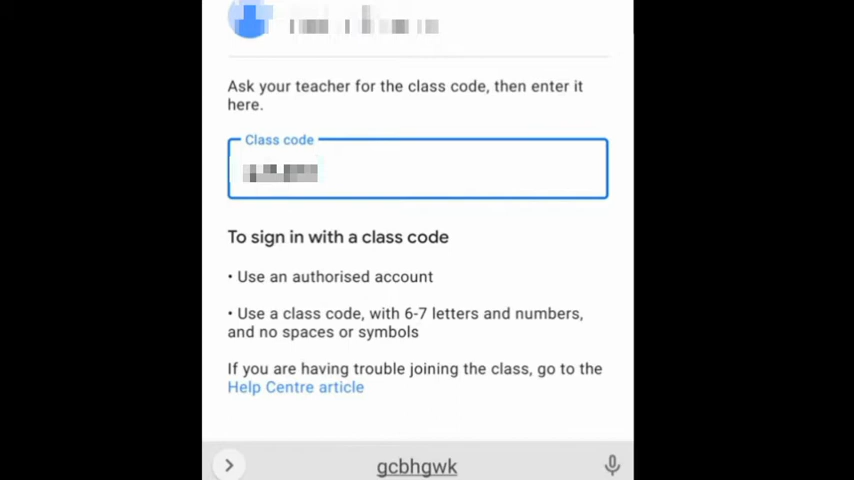 Ask your teacher for the class code, then enter it
here.
Class code
To sign in with a class code
• Use an authorised account
• Use a class code, with 6-7 letters and numbers,
and no spaces or symbols
If you are having trouble joining the class, go to the
Help Centre article
gcbhgwk